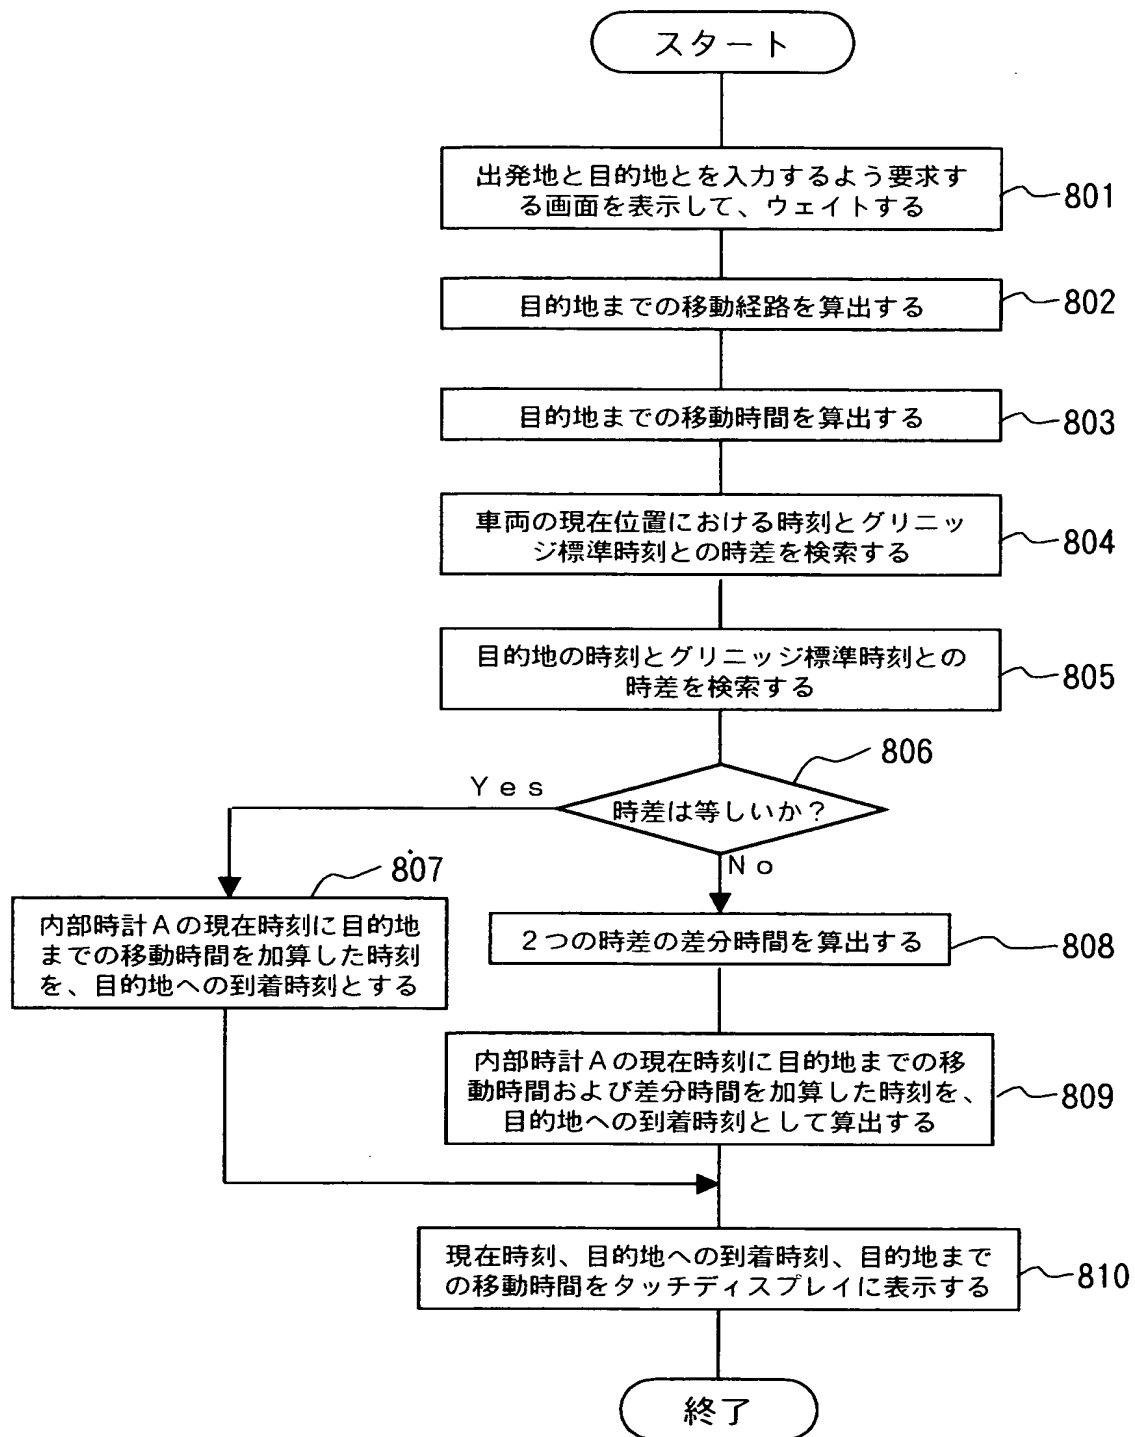 スタート
出発地と目的地とを入力するよう要求す
る画面を表示して、ウェイトする
801
目的地までの移動経路を算出する
802
目的地までの移動時間を算出する
803
車両の現在位置における時刻とグリニッ
ジ標準時刻との時差を検索する
804
目的地の時刻とグリニッジ標準時刻との
時差を検索する
805
806
Yes
時差は等しいか？
No
807
内部時計Aの現在時刻に目的地
までの移動時間を加算した時刻
を、目的地への到着時刻とする
２つの時差の差分時間を算出する
808
内部時計Aの現在時刻に目的地までの移
動時間および差分時間を加算した時刻を、
目的地への到着時刻として算出する
809
現在時刻、目的地への到着時刻、目的地まで
の移動時間をタッチディスプレイに表示する
810
終了